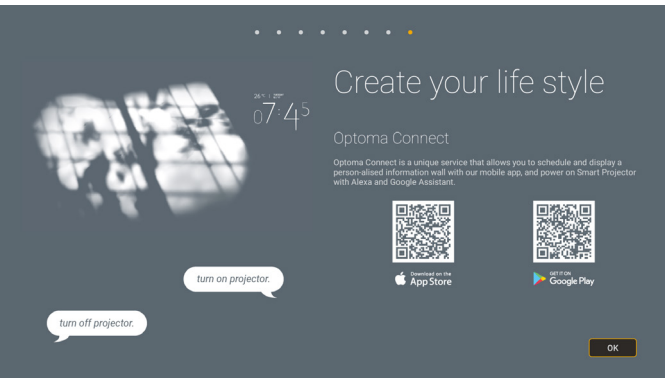 Create your life style
26°C
07:45
Optoma Connect
Optoma Connect is a unique service that allows you to schedule and display a
person-alised information wall with our mobile app, and power on Smart Projector
with Alexa and Google Assistant.
Download on the
App Store
GET IT ON
Google Play
turn on projector.
turn off projector.
OK